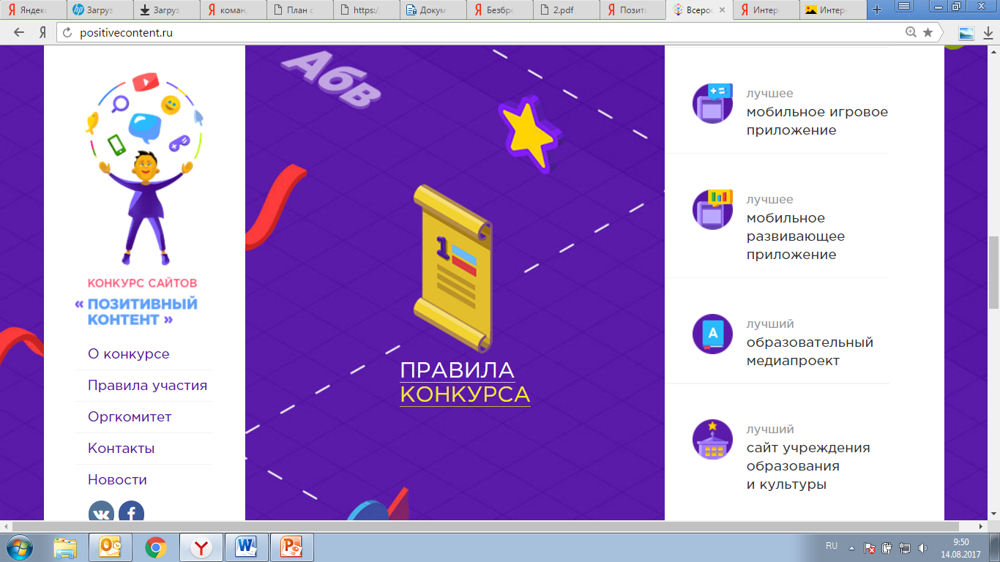 Яндекс
Загруз
Загруз
коман,
План с
https:/
Докум
Безбре
2.pdf
Позити
Всерос
Интер
Интер
positivecontent.ru
Абв
1
КОНКУРС САЙТОВ
« ПОЗИТИВНЫЙ
КОНТЕНТ »
О конкурсе
Правила участия
Оргкомитет
Контакты
Новости
ПРАВИЛА
КОНКУРСА
лучшее
мобильное игровое
приложение
лучшее
мобильное
развивающее
приложение
A
лучший
образовательный
медиапроект
лучший
сайт учреждения
образования
и культуры
RU
9:50
14.08.2017